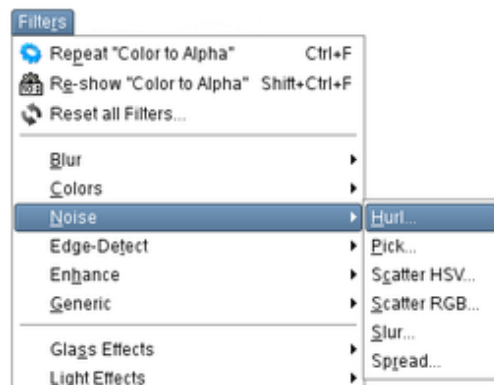 Filters
Repeat "Color to Alpha" Ctrl+F
Re-show "Color to Alpha" Shift+Ctrl+F
Reset all Filters...
Blur
Colors
Noise
Edge-Detect
Enhance
Generic
Glass Effects
Light Effects
Hurl...
Pick...
Scatter HSV...
Scatter RGB...
Slur...
Spread...